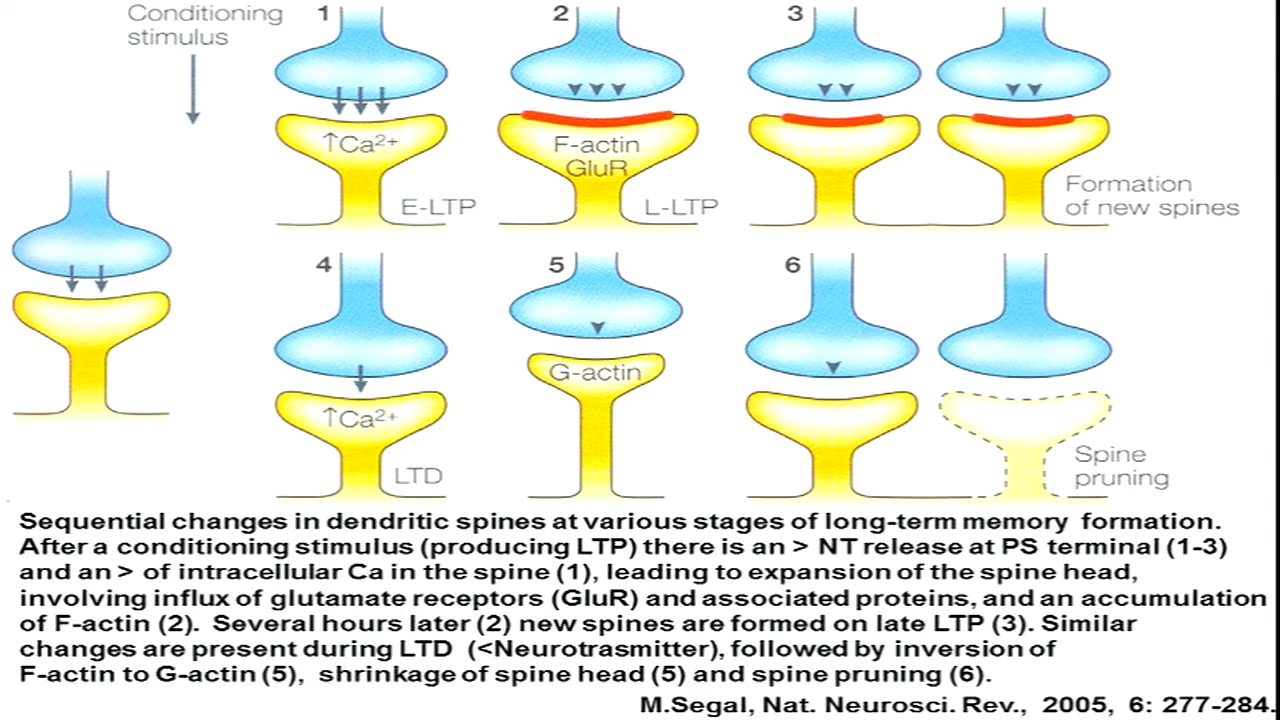 Conditioning
stimulus
1
↑Ca2+
E-LTP
2
F-actin
GluR
L-LTP
3
Formation
of new spines
4
↑Ca2+
LTD
5
G-actin
6
Spine
pruning
Sequential changes in dendritic spines at various stages of long-term memory formation.
After a conditioning stimulus (producing LTP) there is an > NT release at PS terminal (1-3)
and an > of intracellular Ca in the spine (1), leading to expansion of the spine head,
involving influx of glutamate receptors (GluR) and associated proteins, and an accumulation
of F-actin (2). Several hours later (2) new spines are formed on late LTP (3). Similar
changes are present during LTD (<Neurotrasmitter), followed by inversion of
F-actin to G-actin (5), shrinkage of spine head (5) and spine pruning (6).
M.Segal, Nat. Neurosci. Rev., 2005, 6: 277-284.